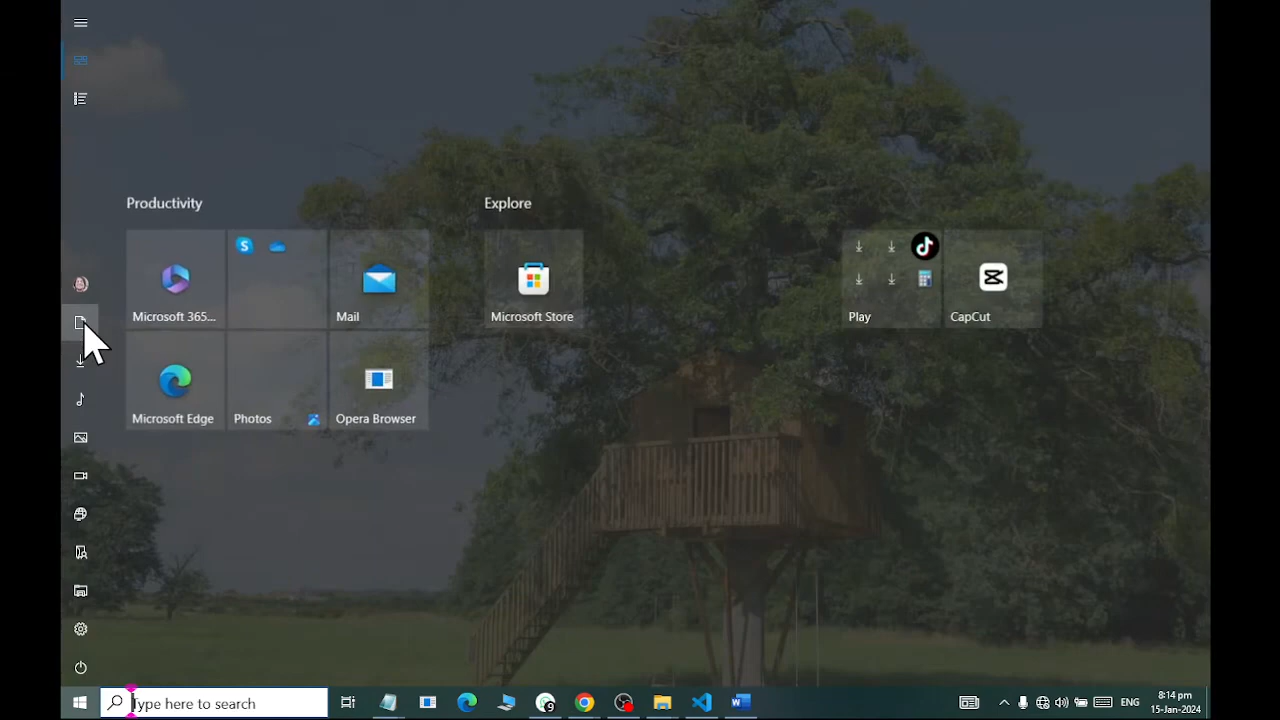 Productivity
Explore
Microsoft 365...
Mail
Microsoft Store
Play
CapCut
Microsoft Edge
Photos
Opera Browser
Type here to search
9
ENG
8:14 pm
15-Jan-2024